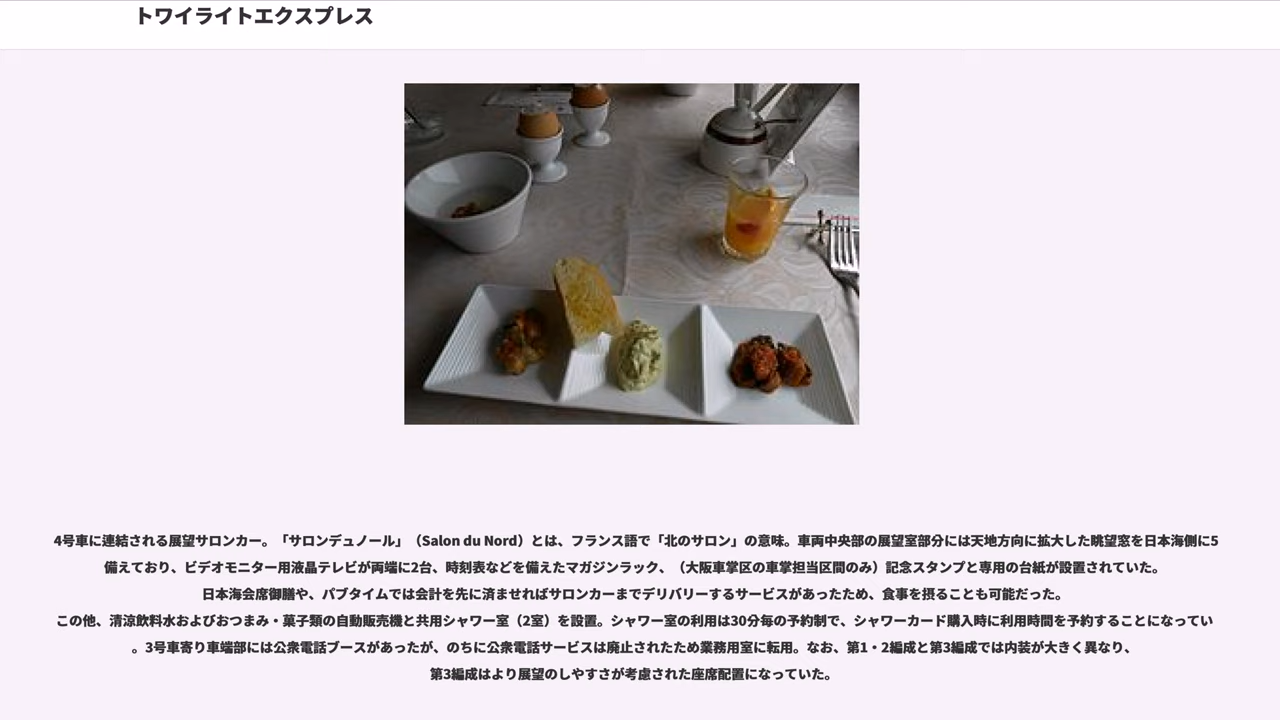 トワイライトエクスプレス
4号車に連結される展望サロンカー。「サロンデュノール」（Salon du Nord）とは、フランス語で「北のサロン」の意味。車両中央部の展望室部分には天地方向に拡大した眺望窓を日本海側に5
備えており、ビデオモニター用液晶テレビが両端に2台、時刻表などを備えたマガジンラック、（大阪車掌区の車掌担当区間のみ）記念スタンプと専用の台紙が設置されていた。
日本海会席御膳や、パブタイムでは会計を先に済ませればサロンカーまでデリバリーするサービスがあったため、食事を摂ることも可能だった。
この他、清涼飲料水およびおつまみ・菓子類の自動販売機と共用シャワー室（2室）を設置。シャワー室の利用は30分毎の予約制で、シャワーカード購入時に利用時間を予約することになってい
。3号車寄り車端部には公衆電話ブースがあったが、のちに公衆電話サービスは廃止されたため業務用室に転用。なお、第1・2編成と第3編成では内装が大きく異なり、
第3編成はより展望のしやすさが考慮された座席配置になっていた。